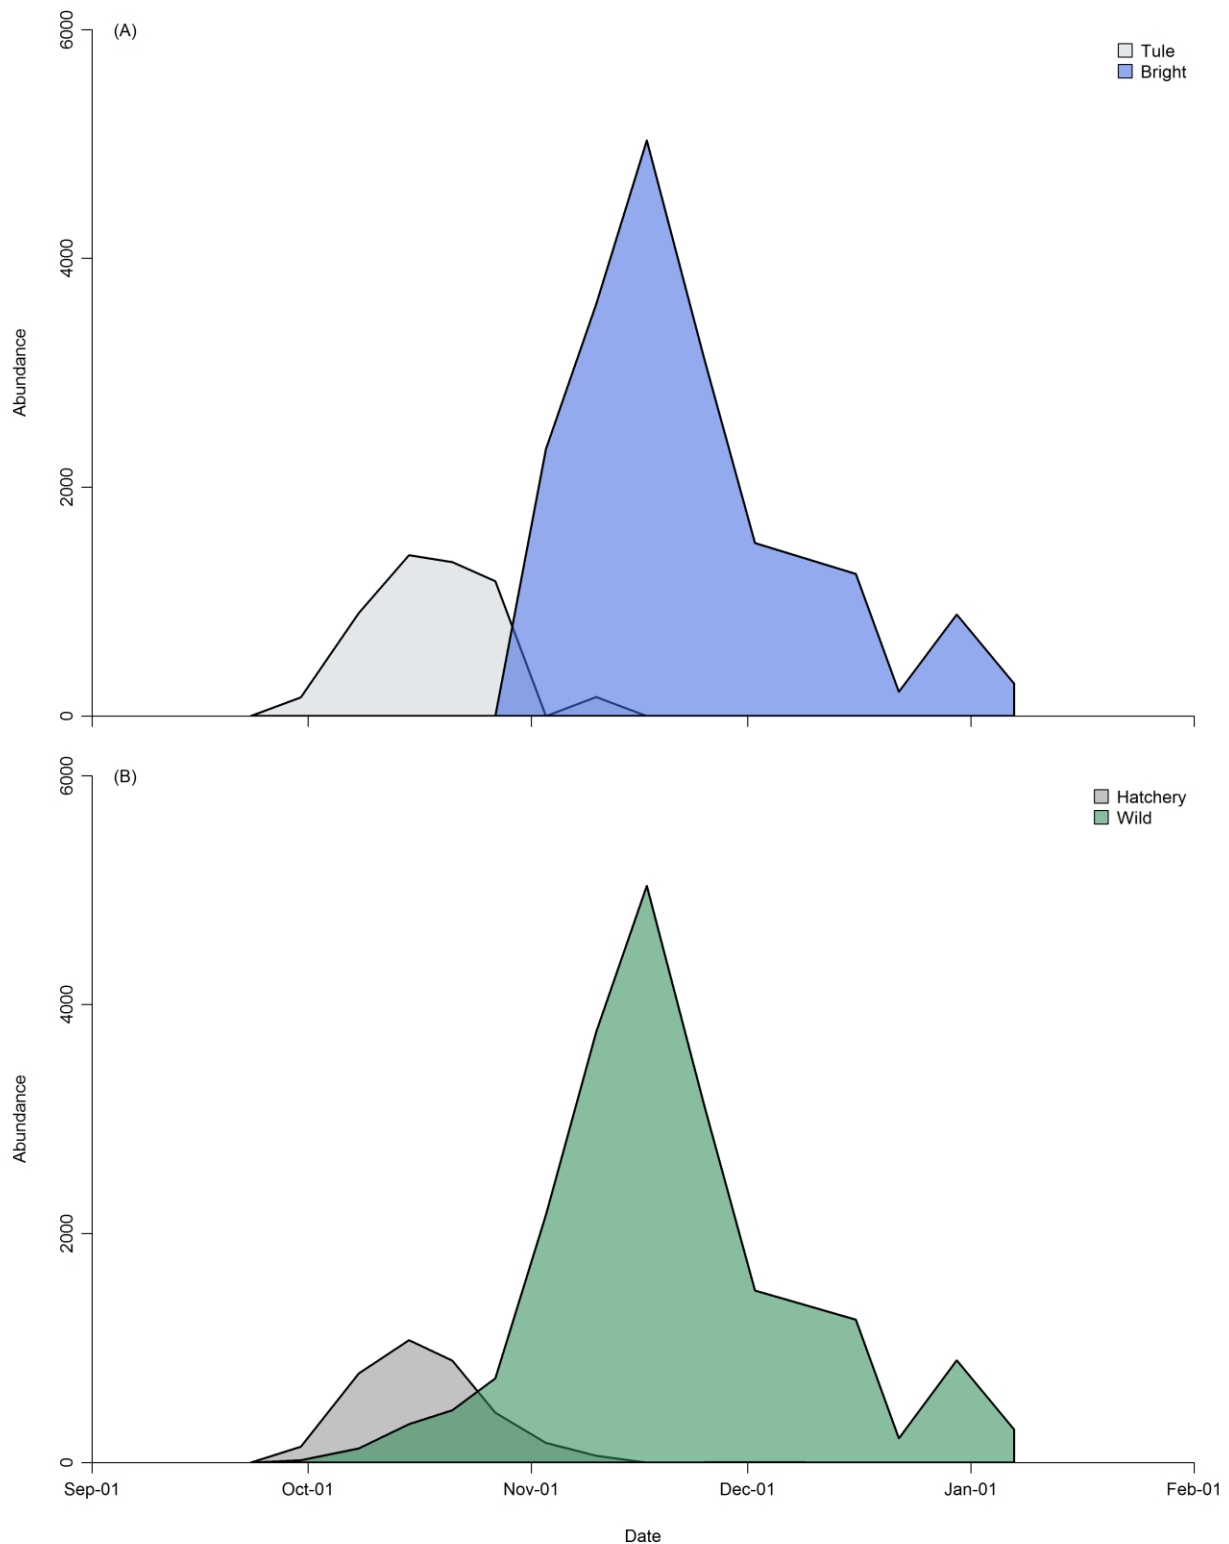 (A)
Tule
Bright
6000
4000
2000
0
Abundance
(B)
Hatchery
Wild
6000
4000
2000
0
Abundance
Sep-01 Oct-01 Nov-01 Dec-01 Jan-01 Feb-01
Date